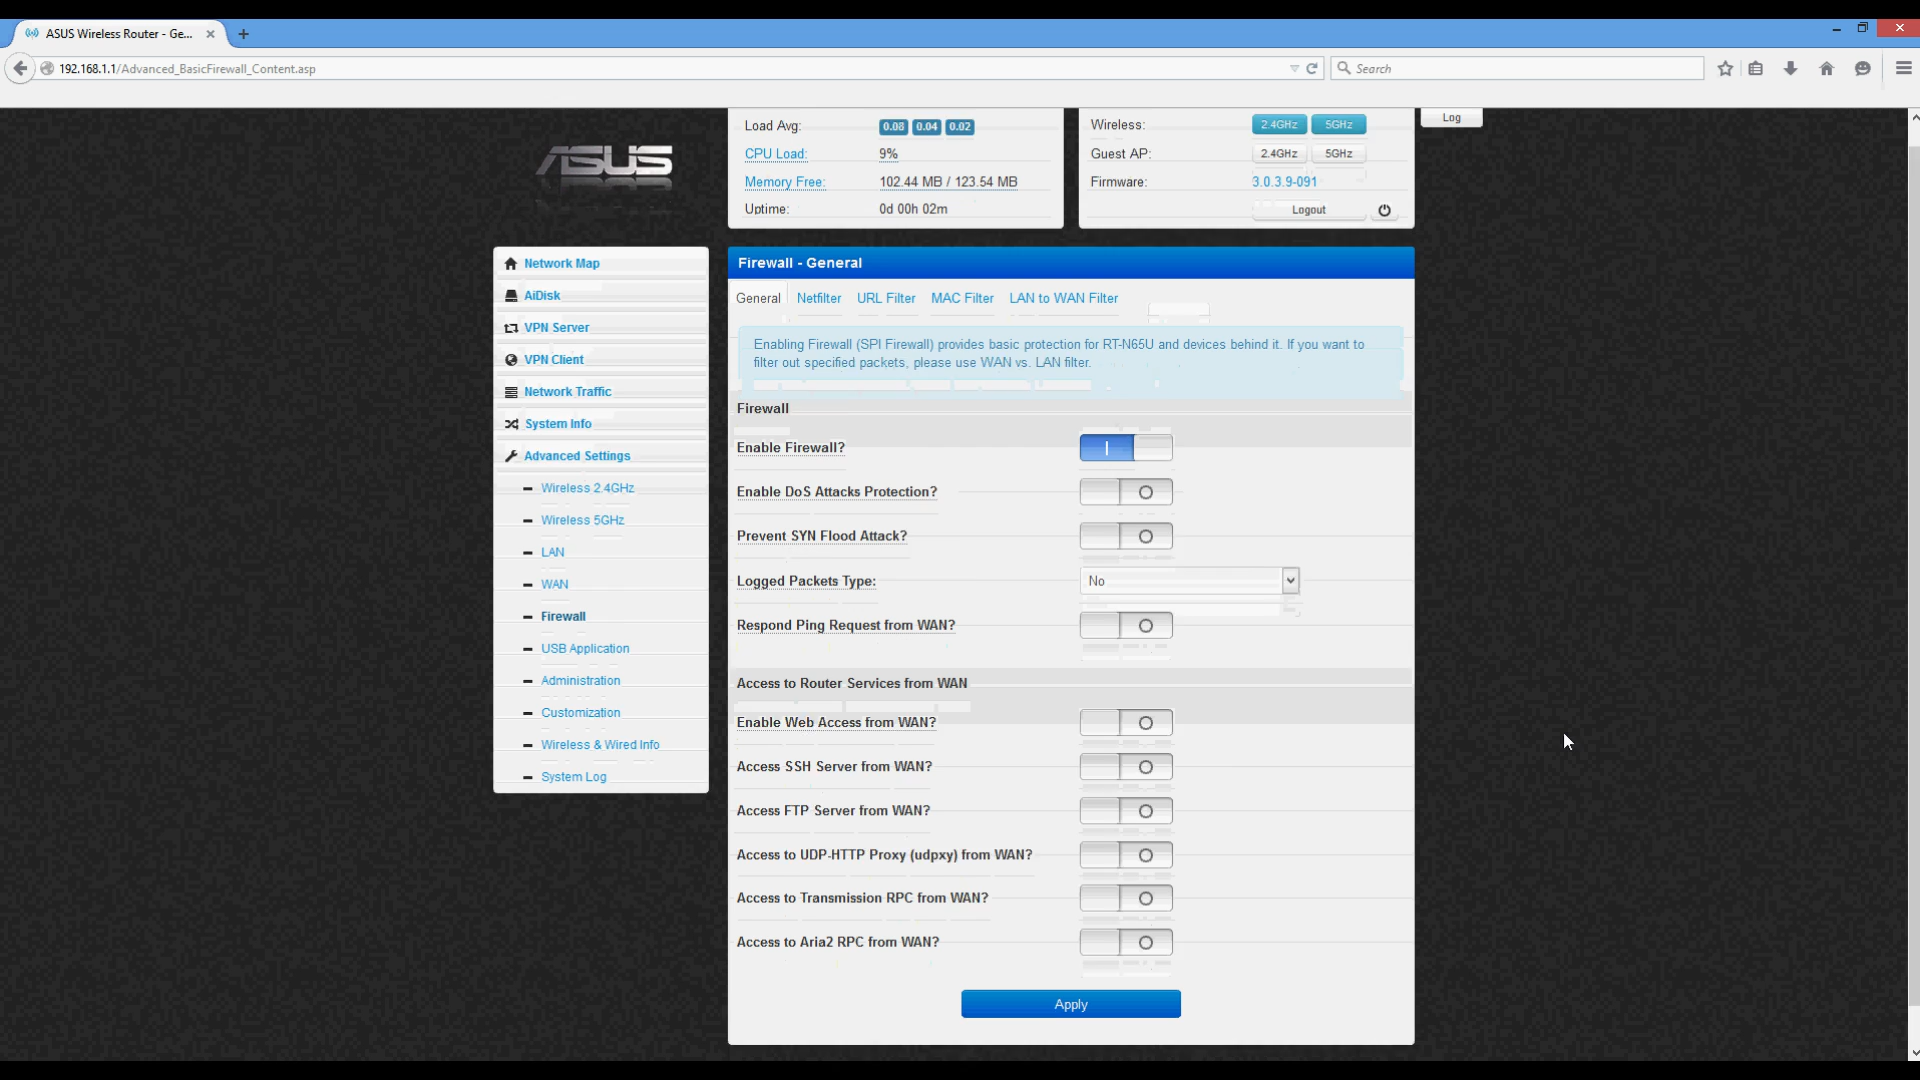 ASUS Wireless Router - Ge...
192.168.1.1/Advanced_BasicFirewall_Content.asp
Search
Load Avg: 0.08 0.04 0.02
CPU Load: 9%
Memory Free: 102.44 MB / 123.54 MB
Uptime: 0d 00h 02m
Wireless: 2.4GHz 5GHz
Guest AP: 2.4GHz 5GHz
Firmware: 3.0.3.9-091
Logout
Log
ASUS
Network Map
AiDisk
VPN Server
VPN Client
Network Traffic
System Info
Advanced Settings
Wireless 2.4GHz
Wireless 5GHz
LAN
WAN
Firewall
USB Application
Administration
Customization
Wireless & Wired Info
System Log
Firewall - General
General Netfilter URL Filter MAC Filter LAN to WAN Filter
Enabling Firewall (SPI Firewall) provides basic protection for RT-N65U and devices behind it. If you want to
filter out specified packets, please use WAN vs. LAN filter.
Firewall
Enable Firewall?
Enable DoS Attacks Protection?
Prevent SYN Flood Attack?
Logged Packets Type: No
Respond Ping Request from WAN?
Access to Router Services from WAN
Enable Web Access from WAN?
Access SSH Server from WAN?
Access FTP Server from WAN?
Access to UDP-HTTP Proxy (udpxy) from WAN?
Access to Transmission RPC from WAN?
Access to Aria2 RPC from WAN?
Apply